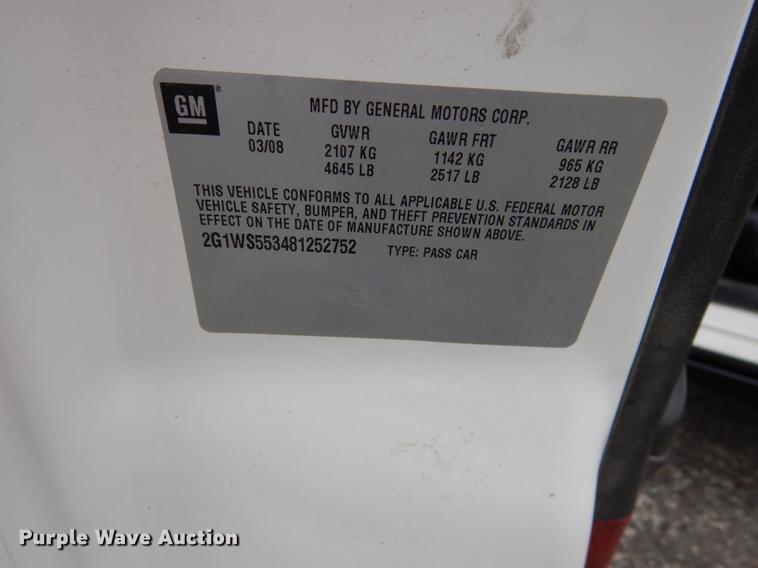 GM ®
MFD BY GENERAL MOTORS CORP.
DATE GVWR GAWR FRT GAWR RR
03/08 2107 KG 1142 KG 965 KG
4645 LB 2517 LB 2128 LB
THIS VEHICLE CONFORMS TO ALL APPLICABLE U.S. FEDERAL MOTOR
VEHICLE SAFETY, BUMPER, AND THEFT PREVENTION STANDARDS IN
EFFECT ON THE DATE OF MANUFACTURE SHOWN ABOVE.
2G1WS553481252752 TYPE: PASS CAR
Purple Wave Auction